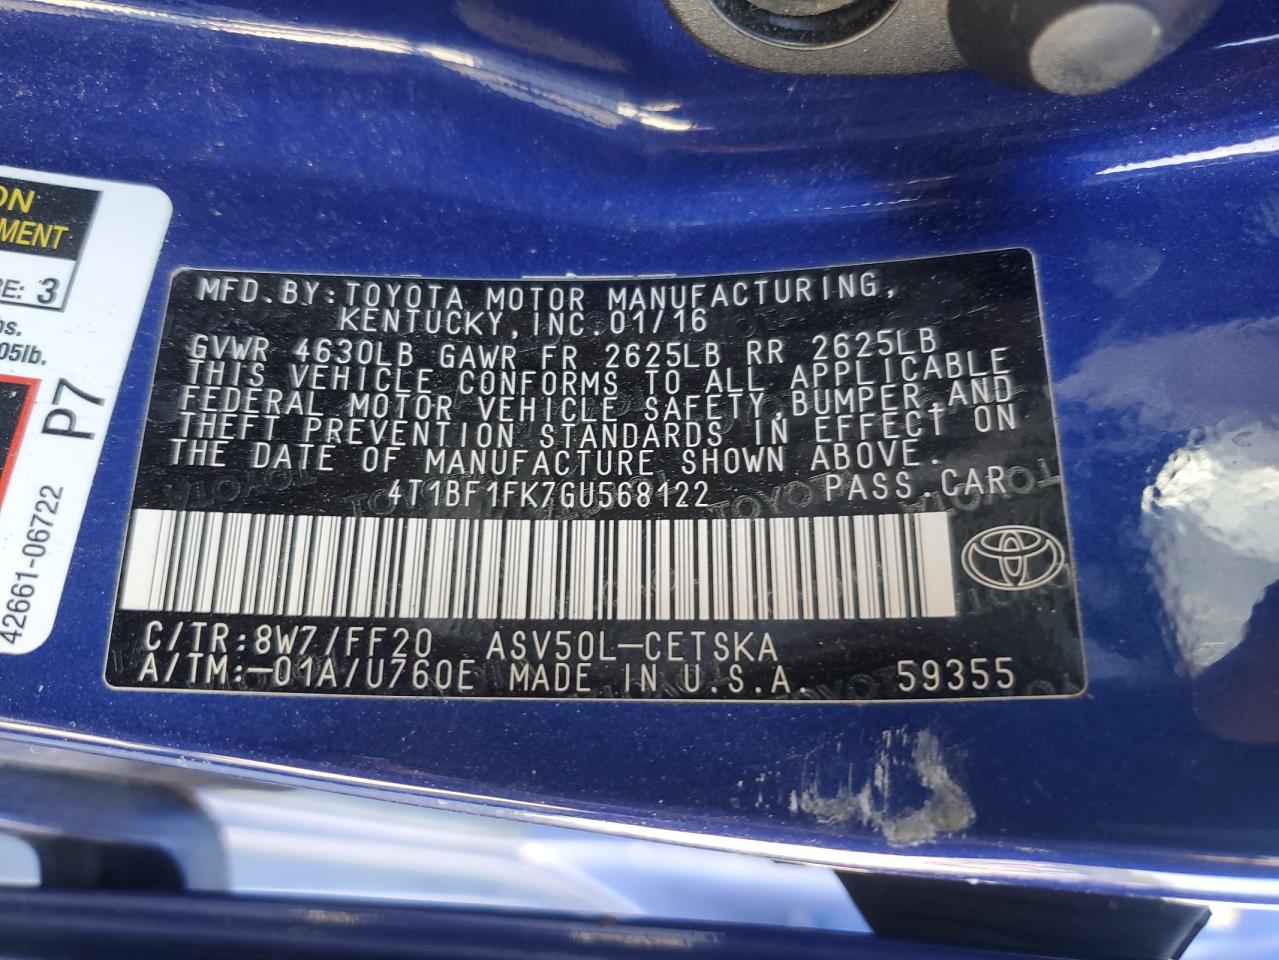 ON
MENT
RE: 3
bs.
05lb.
P7
42661-06722
MFD.BY:TOYOTA MOTOR MANUFACTURING,
KENTUCKY,INC.01/16
GVWR 4630LB GAWR FR 2625LB RR 2625LB
THIS VEHICLE CONFORMS TO ALL APPLICABLE
FEDERAL MOTOR VEHICLE SAFETY,BUMPER,AND
THEFT PREVENTION STANDARDS IN EFFECT ON
THE DATE OF MANUFACTURE SHOWN ABOVE.
4T1BF1FK7GU568122 PASS.CAR
C/TR:8W7/FF20 ASV50L-CETSKA
A/TM:-01A/U760E MADE IN U.S.A. 59355